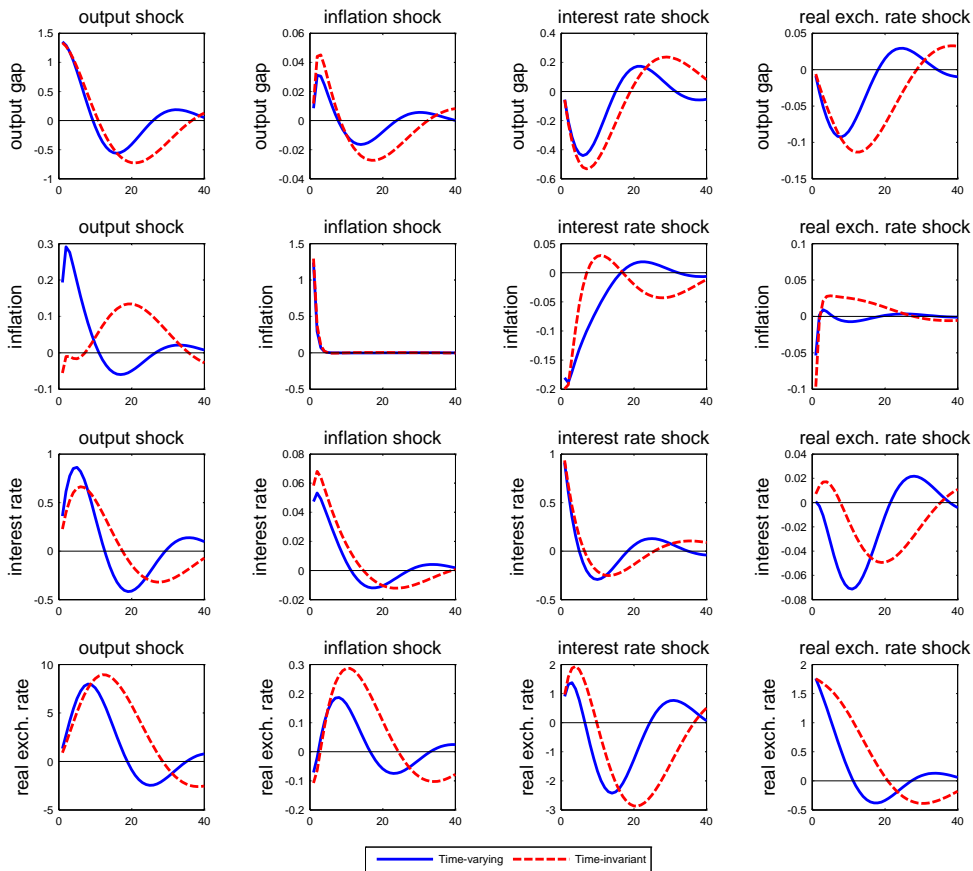 output shock inflation shock interest rate shock real exch. rate shock
output gap output gap output gap output gap
1.5 1 0.5 0 -0.5 -1
0.06 0.04 0.02 0 -0.02 -0.04
0.4 0.2 0 -0.2 -0.4 -0.6
0.05 0 -0.05 -0.1 -0.15
0 20 40 0 20 40 0 20 40 0 20 40
output shock inflation shock interest rate shock real exch. rate shock
inflation inflation inflation inflation
0.3 0.2 0.1 0 -0.1
1.5 1 0.5 0 -0.5
0.05 0 -0.05 -0.1 -0.15 -0.2
0.1 0.05 0 -0.05 -0.1
0 20 40 0 20 40 0 20 40 0 20 40
output shock inflation shock interest rate shock real exch. rate shock
interest rate interest rate interest rate interest rate
1 0.5 0 -0.5
0.08 0.06 0.04 0.02 0 -0.02
1 0.5 0 -0.5
0.04 0.02 0 -0.02 -0.04 -0.06 -0.08
0 20 40 0 20 40 0 20 40 0 20 40
output shock inflation shock interest rate shock real exch. rate shock
real exch. rate real exch. rate real exch. rate real exch. rate
10 5 0 -5
0.3 0.2 0.1 0 -0.1 -0.2
2 1 0 -1 -2 -3
2 1.5 1 0.5 0 -0.5
0 20 40 0 20 40 0 20 40 0 20 40
Time-varying Time-invariant